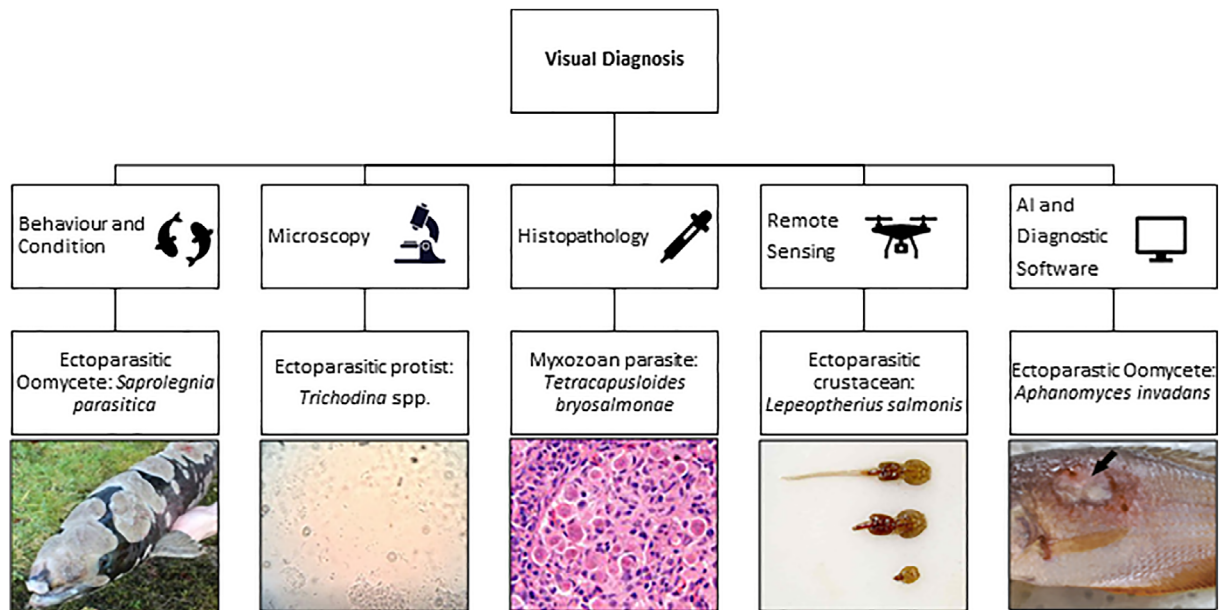 Visual Diagnosis
Behaviour and
Condition
Microscopy
Histopathology
Remote
Sensing
AI and
Diagnostic
Software
Ectoparasitic
Oomycete: Saprolegnia
parasitica
Ectoparasitic protist:
Trichodina spp.
Myxozoan parasite:
Tetracapusloides
bryosalmonae
Ectoparasitic
crustacean:
Lepeoptherius salmonis
Ectoparastic Oomycete:
Aphanomyces invadans